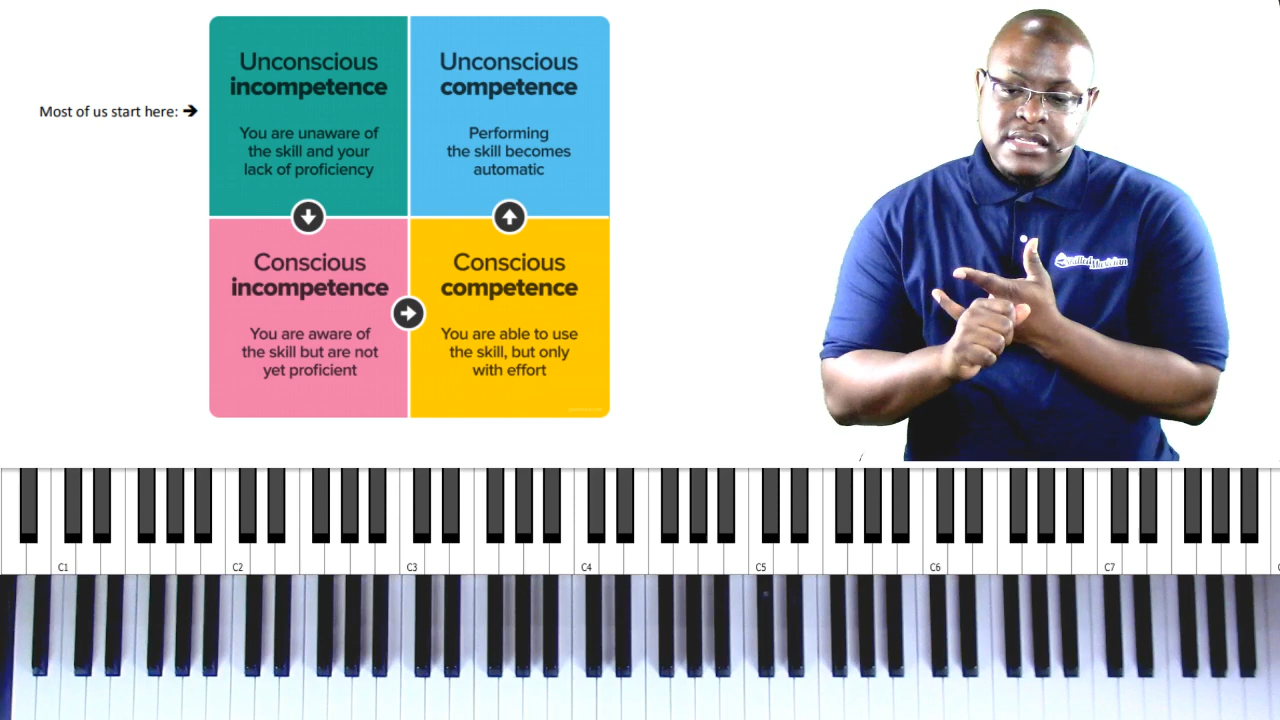 Most of us start here: ➔
Unconscious
incompetence
You are unaware of
the skill and your
lack of proficiency
Unconscious
competence
Performing
the skill becomes
automatic
Conscious
incompetence
You are aware of
the skill but are not
yet proficient
Conscious
competence
You are able to use
the skill, but only
with effort
Skilled Musician
C1
C2
C3
C4
C5
C6
C7